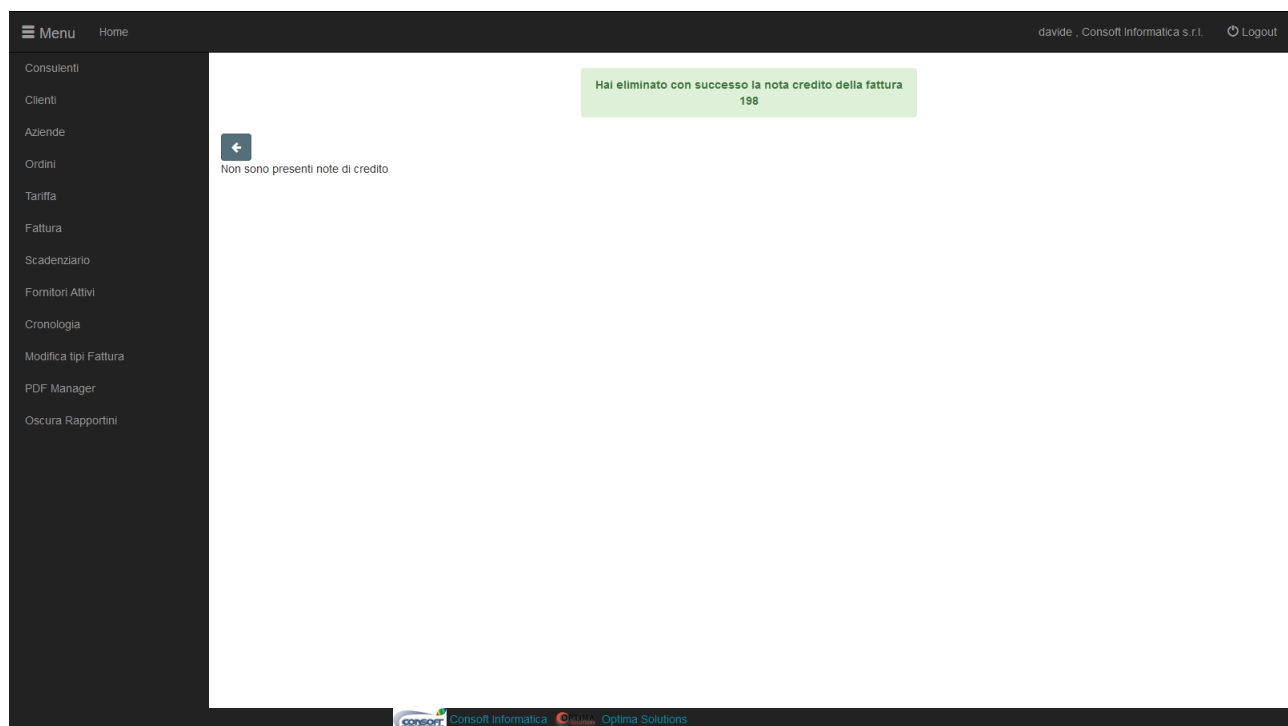 Menu Home davide , Consoft Informatica s.r.l. Logout
Consulenti
Clienti
Aziende
Ordini
Tariffa
Fattura
Scadenziario
Fornitori Attivi
Cronologia
Modifica tipi Fattura
PDF Manager
Oscura Rapportini
Hai eliminato con successo la nota credito della fattura
198
Non sono presenti note di credito
CONSOFT Consoft Informatica OPTIMA Optima Solutions